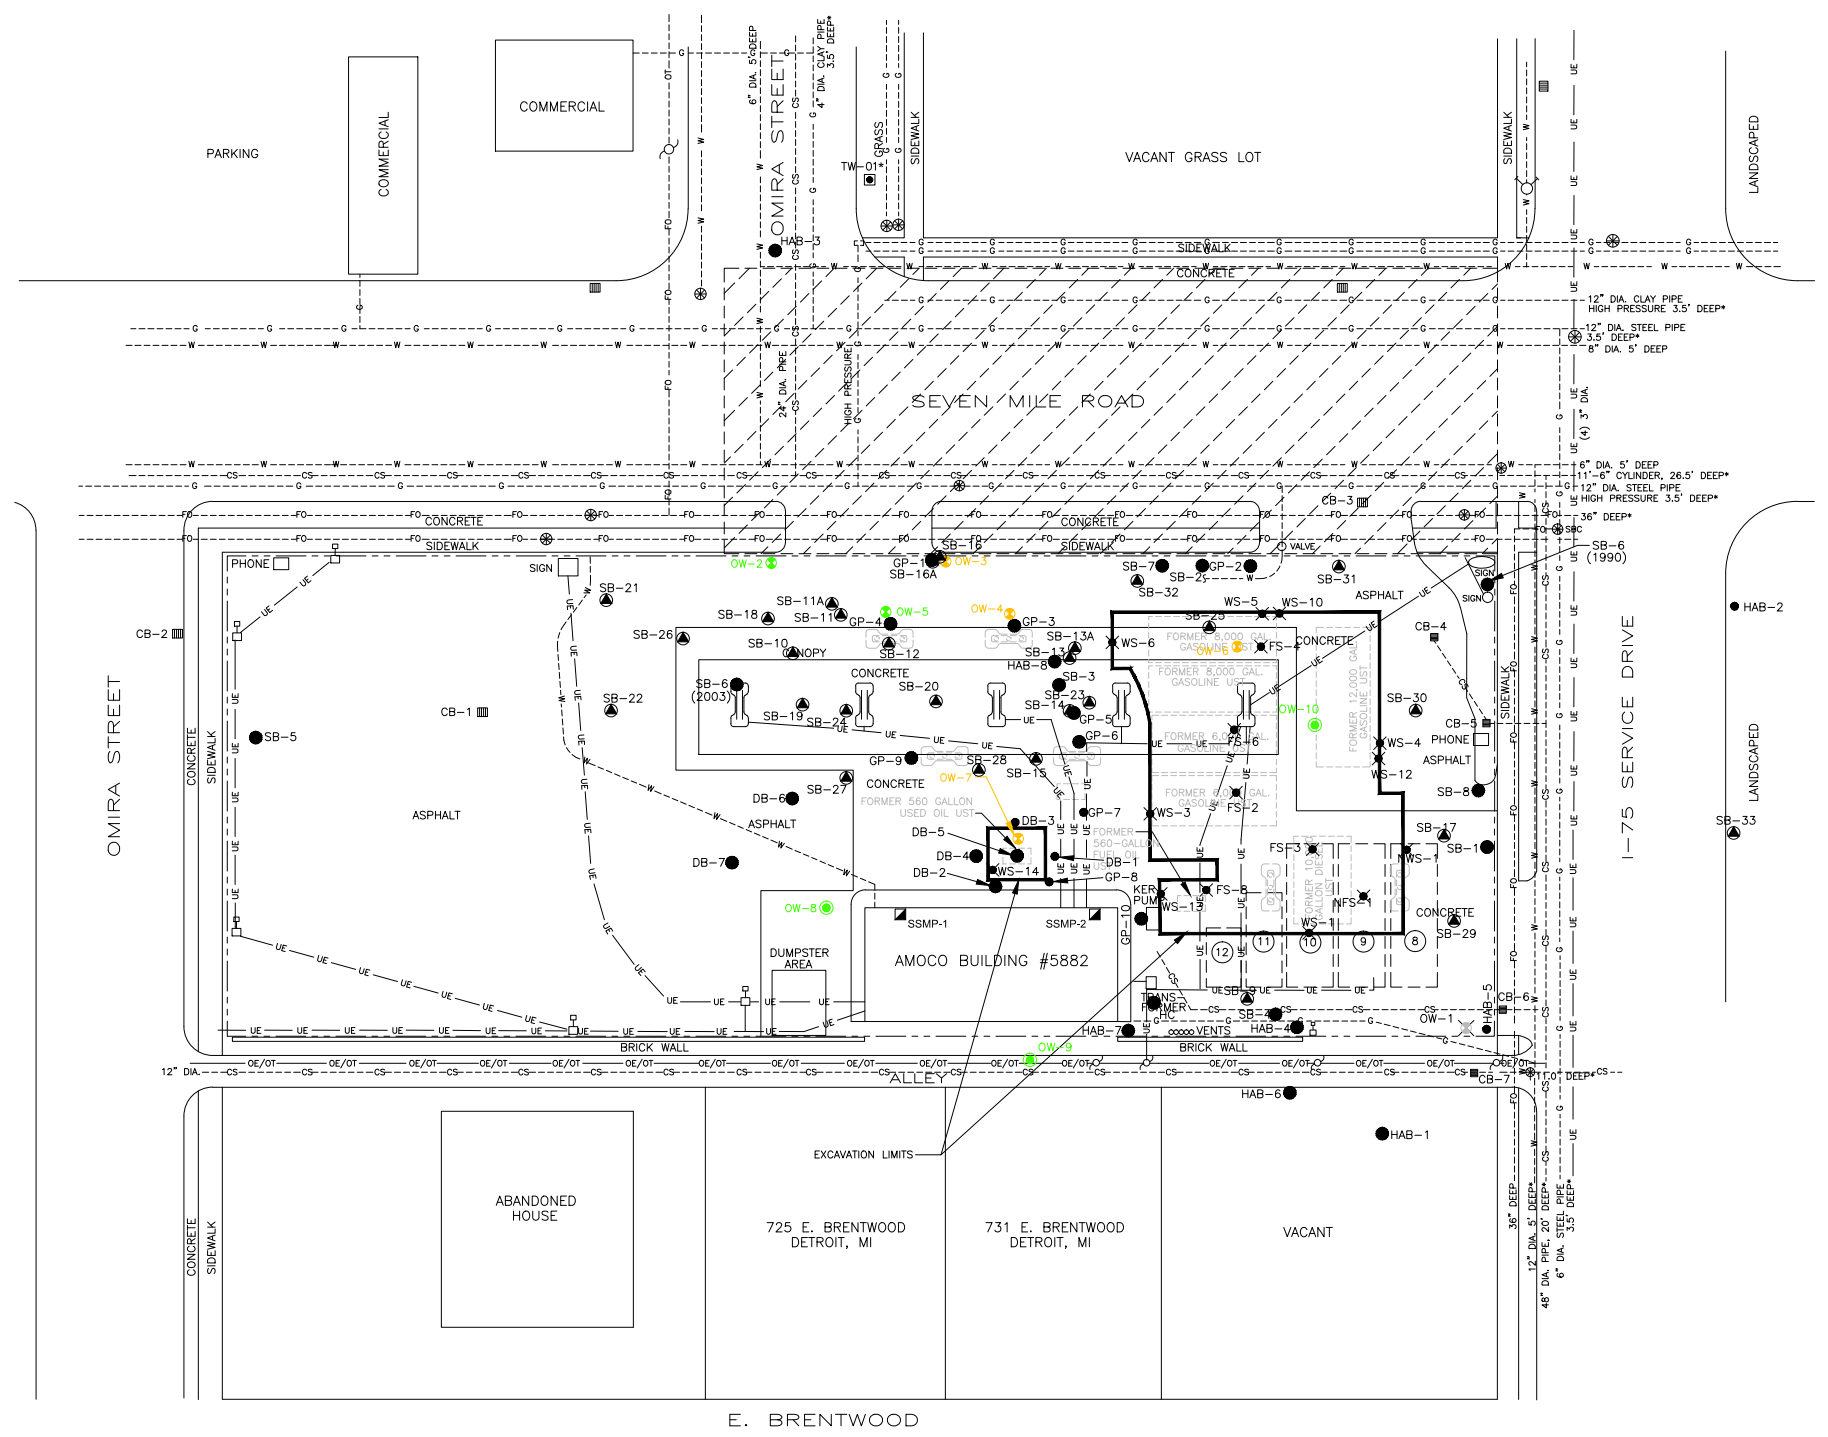 6" DIA. 5' DEEP
4" DIA. CLAY PIPE
3.5' DEEP*
OMIRA STREET
COMMERCIAL
COMMERCIAL
PARKING
GRASS
SIDEWALK
TW-01*
VACANT GRASS LOT
SIDEWALK
LANDSCAPED
HAB-3
SIDEWALK
CONCRETE
12" DIA. CLAY PIPE
HIGH PRESSURE 3.5' DEEP*
12" DIA. STEEL PIPE
3.5' DEEP*
8" DIA. 5' DEEP
24" DIA. PIPE
HIGH PRESSURE
SEVEN MILE ROAD
(4) 3" DIA.
6" DIA. 5' DEEP
11'-6" CYLINDER, 26.5' DEEP*
12" DIA. STEEL PIPE
HIGH PRESSURE 3.5' DEEP*
36" DEEP*
SBC
CB-3
CONCRETE
CONCRETE
SIDEWALK
SIDEWALK
VALVE
SB-6
(1990)
PHONE
SIGN
OW-2
GP-1
SB-16
SB-16A
OW-3
SB-7
SB-2
GP-2
SB-32
SB-31
SIGN
SIGN
ASPHALT
SB-21
SB-18
SB-11A
SB-11
OW-5
GP-4
OW-4
GP-3
WS-5
WS-10
SB-25
HAB-2
CB-2
SB-26
SB-10
CANOPY
SB-12
SB-13A
SB-13
HAB-8
WS-6
FORMER 8,000 GAL.
GASOLINE UST
OW-6
FS-4
CONCRETE
CB-4
CONCRETE
SB-6
(2003)
SB-20
SB-3
SB-23
SB-14
GP-5
FORMER 8,000 GAL.
GASOLINE UST
FORMER 12,000 GAL.
GASOLINE UST
OW-10
SB-30
SB-22
CB-1
SB-19
SB-24
GP-6
FORMER 6,000 GAL.
GASOLINE UST
FS-6
CB-5
PHONE
WS-4
WS-12
ASPHALT
SB-5
CONCRETE
SIDEWALK
OMIRA STREET
SIDEWALK
I-75 SERVICE DRIVE
LANDSCAPED
GP-9
SB-28
SB-15
OW-7
CONCRETE
SB-27
DB-6
FORMER 560 GALLON
USED OIL UST
FORMER 6,000 GAL.
GASOLINE UST
FS-2
SB-8
ASPHALT
ASPHALT
DB-3
GP-7
WS-3
DB-5
FORMER
560-GALLON
FUEL OIL
UST
SB-17
SB-33
DB-7
DB-4
DB-1
FS-3
NWS-1
SB-1
DB-2
WS-14
GP-8
KER.
PUMP
WS-13
FS-8
FORMER 10,000
GALLON DIESEL
UST
NFS-1
OW-8
SSMP-1
SSMP-2
GP-10
WS-1
CONCRETE
SB-29
12
11
10
9
8
DUMPSTER
AREA
AMOCO BUILDING #5882
TRANS-
FORMER
HC
SB-9
SB-4
HAB-4
CB-6
HAB-5
OW-1
HAB-7
VENTS
BRICK WALL
OW-9
BRICK WALL
12" DIA.
ALLEY
CB-7
11.0' DEEP*
HAB-6
HAB-1
EXCAVATION LIMITS
ABANDONED
HOUSE
725 E. BRENTWOOD
DETROIT, MI
731 E. BRENTWOOD
DETROIT, MI
VACANT
CONCRETE
SIDEWALK
36" DEEP
12" DIA. 5' DEEP*
48" DIA. PIPE, 20' DEEP*
6" DIA. STEEL PIPE
3.5' DEEP*
E. BRENTWOOD